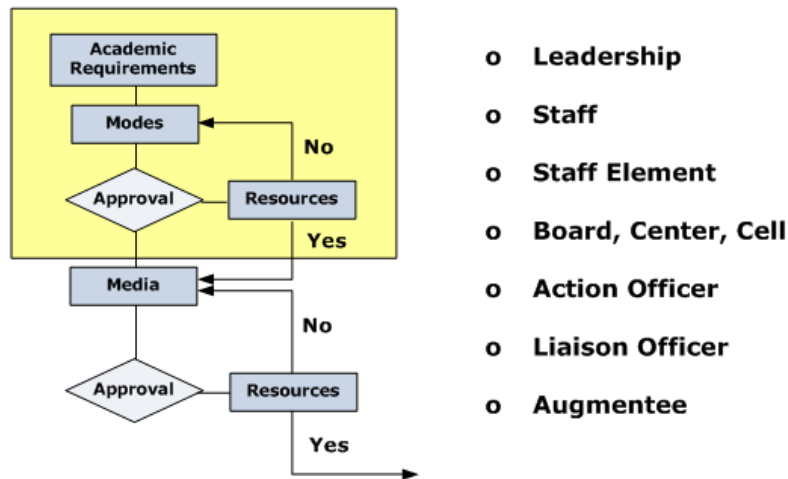 Academic
Requirements
Modes
No
Approval
Resources
Yes
Media
No
Approval
Resources
Yes
o Leadership
o Staff
o Staff Element
o Board, Center, Cell
o Action Officer
o Liaison Officer
o Augmentee